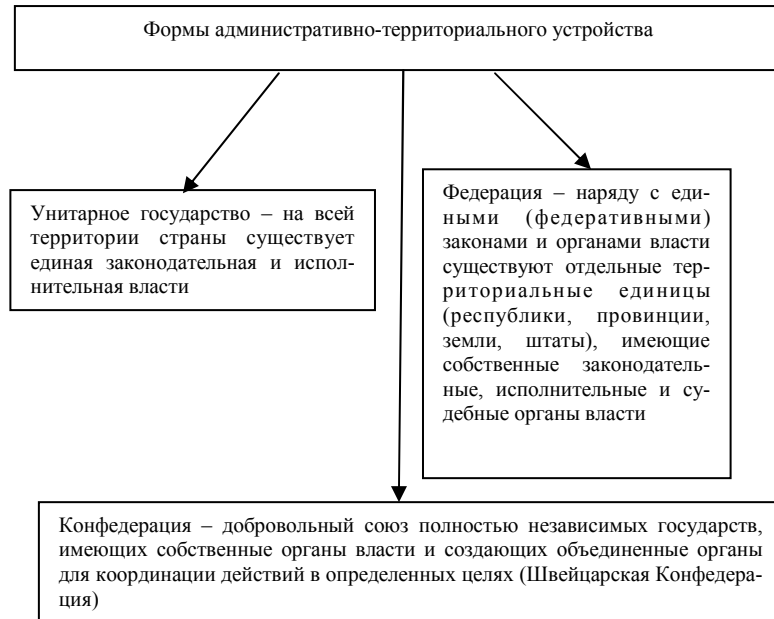 Формы административно-территориального устройства
Унитарное государство – на всей
территории страны существует
единая законодательная и испол-
нительная власти
Федерация – наряду с еди-
ными (федеративными)
законами и органами власти
существуют отдельные тер-
риториальные единицы
(республики, провинции,
земли, штаты), имеющие
собственные законодатель-
ные, исполнительные и су-
дебные органы власти
Конфедерация – добровольный союз полностью независимых государств,
имеющих собственные органы власти и создающих объединенные органы
для координации действий в определенных целях (Швейцарская Конфедера-
ция)